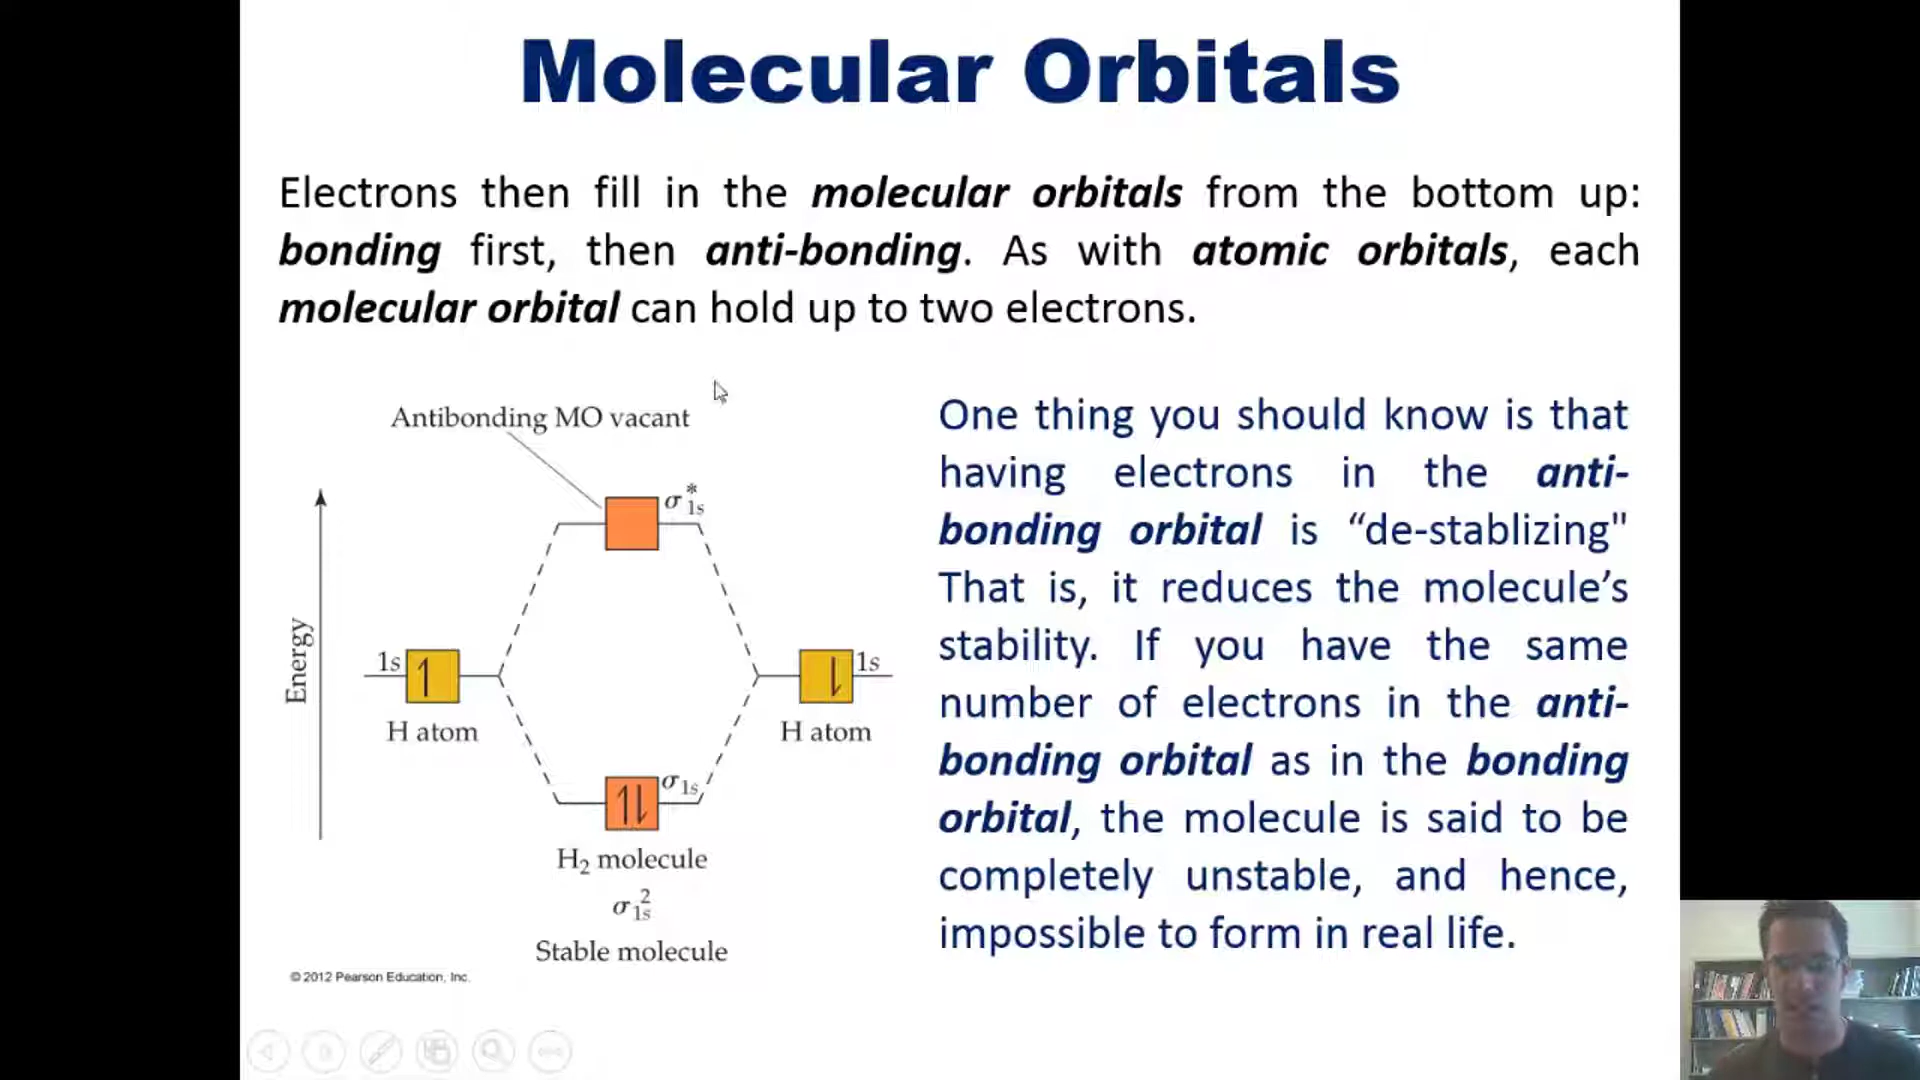 Molecular Orbitals
Electrons then fill in the molecular orbitals from the bottom up:
bonding first, then anti-bonding. As with atomic orbitals, each
molecular orbital can hold up to two electrons.
Antibonding MO vacant
σ*1s
Energy
1s
1s
H atom
H atom
σ1s
H2 molecule
σ1s2
Stable molecule
© 2012 Pearson Education, Inc.
One thing you should know is that
having electrons in the anti-
bonding orbital is “de-stablizing"
That is, it reduces the molecule’s
stability. If you have the same
number of electrons in the anti-
bonding orbital as in the bonding
orbital, the molecule is said to be
completely unstable, and hence,
impossible to form in real life.